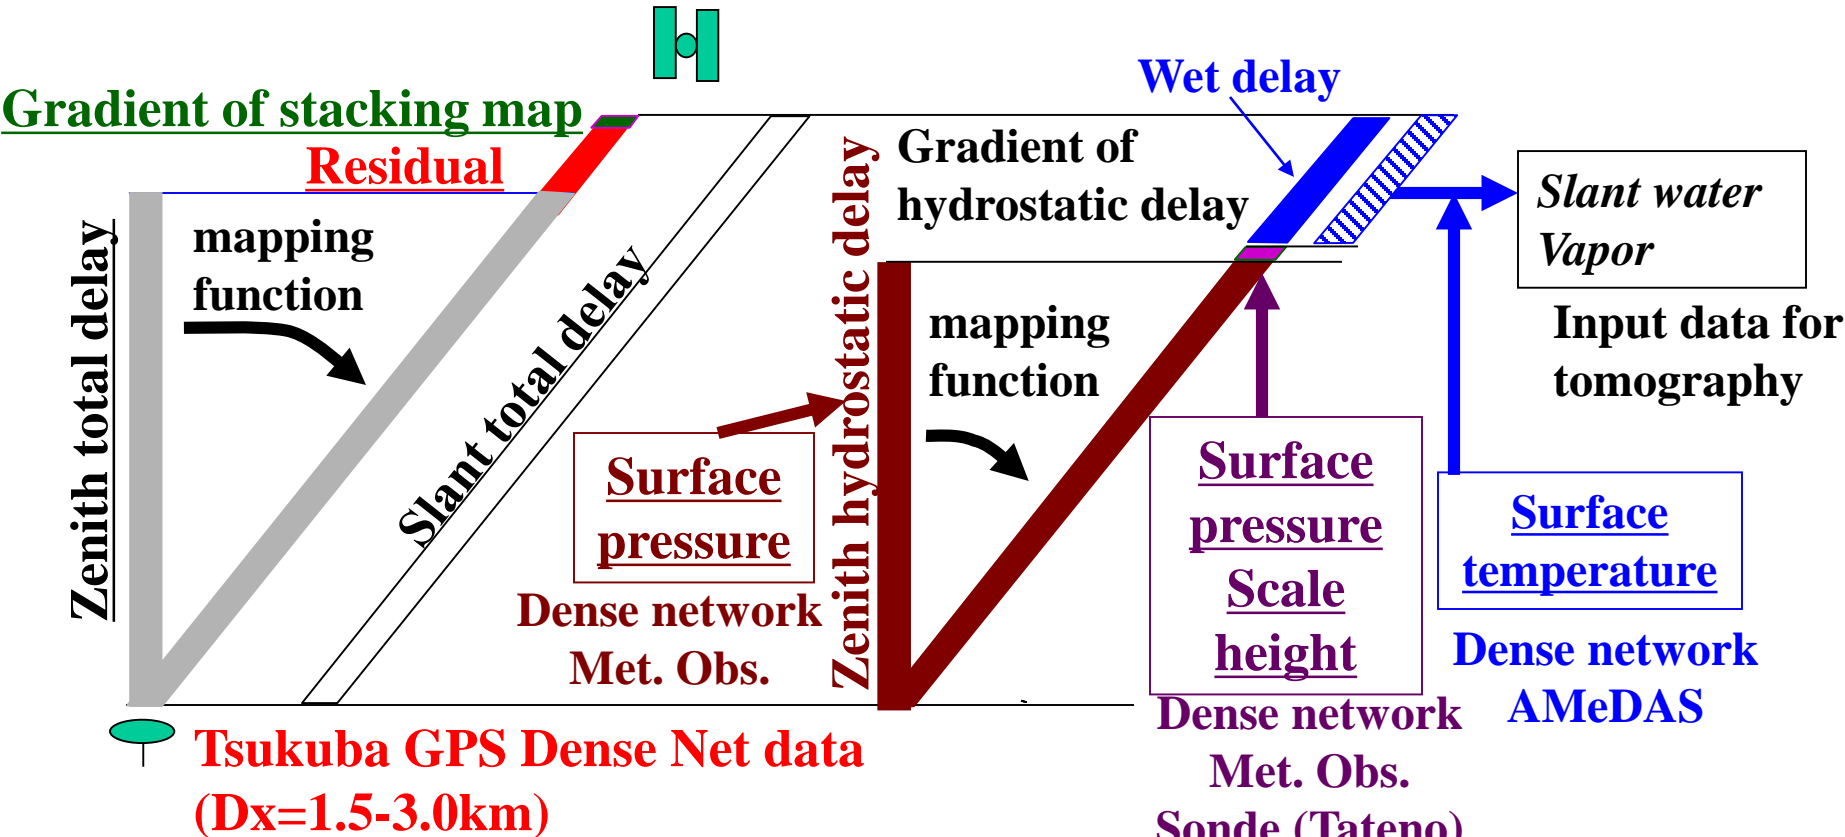 Gradient of stacking map
Residual
Zenith total delay
mapping
function
Slant total delay
Tsukuba GPS Dense Net data
(Dx=1.5-3.0km)
Surface
pressure
Dense network
Met. Obs.
Zenith hydrostatic delay
Gradient of
hydrostatic delay
Wet delay
mapping
function
Surface
pressure
Scale
height
Dense network
Met. Obs.
Sonde (Tateno)
Slant water
Vapor
Input data for
tomography
Surface
temperature
Dense network
AMeDAS